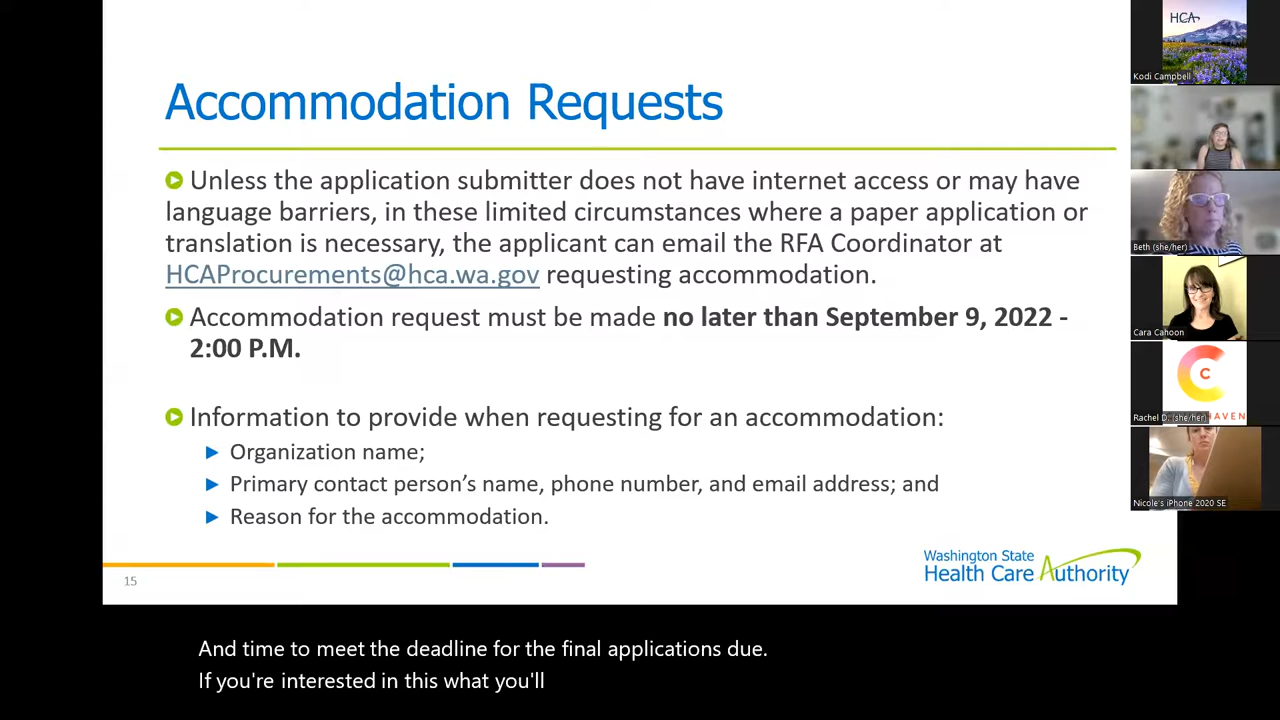 Accommodation Requests
Unless the application submitter does not have internet access or may have
language barriers, in these limited circumstances where a paper application or
translation is necessary, the applicant can email the RFA Coordinator at
HCAProcurements@hca.wa.gov requesting accommodation.
Accommodation request must be made no later than September 9, 2022 -
2:00 P.M.
Information to provide when requesting for an accommodation:
Organization name;
Primary contact person's name, phone number, and email address; and
Reason for the accommodation.
15
Washington State
Health Care Authority
And time to meet the deadline for the final applications due.
If you're interested in this what you'll
HCA
Kodi Campbell
Beth (she/her)
Cara Cahoon
C
Rachel D. (she/her)
Nicole's iPhone 2020 SE